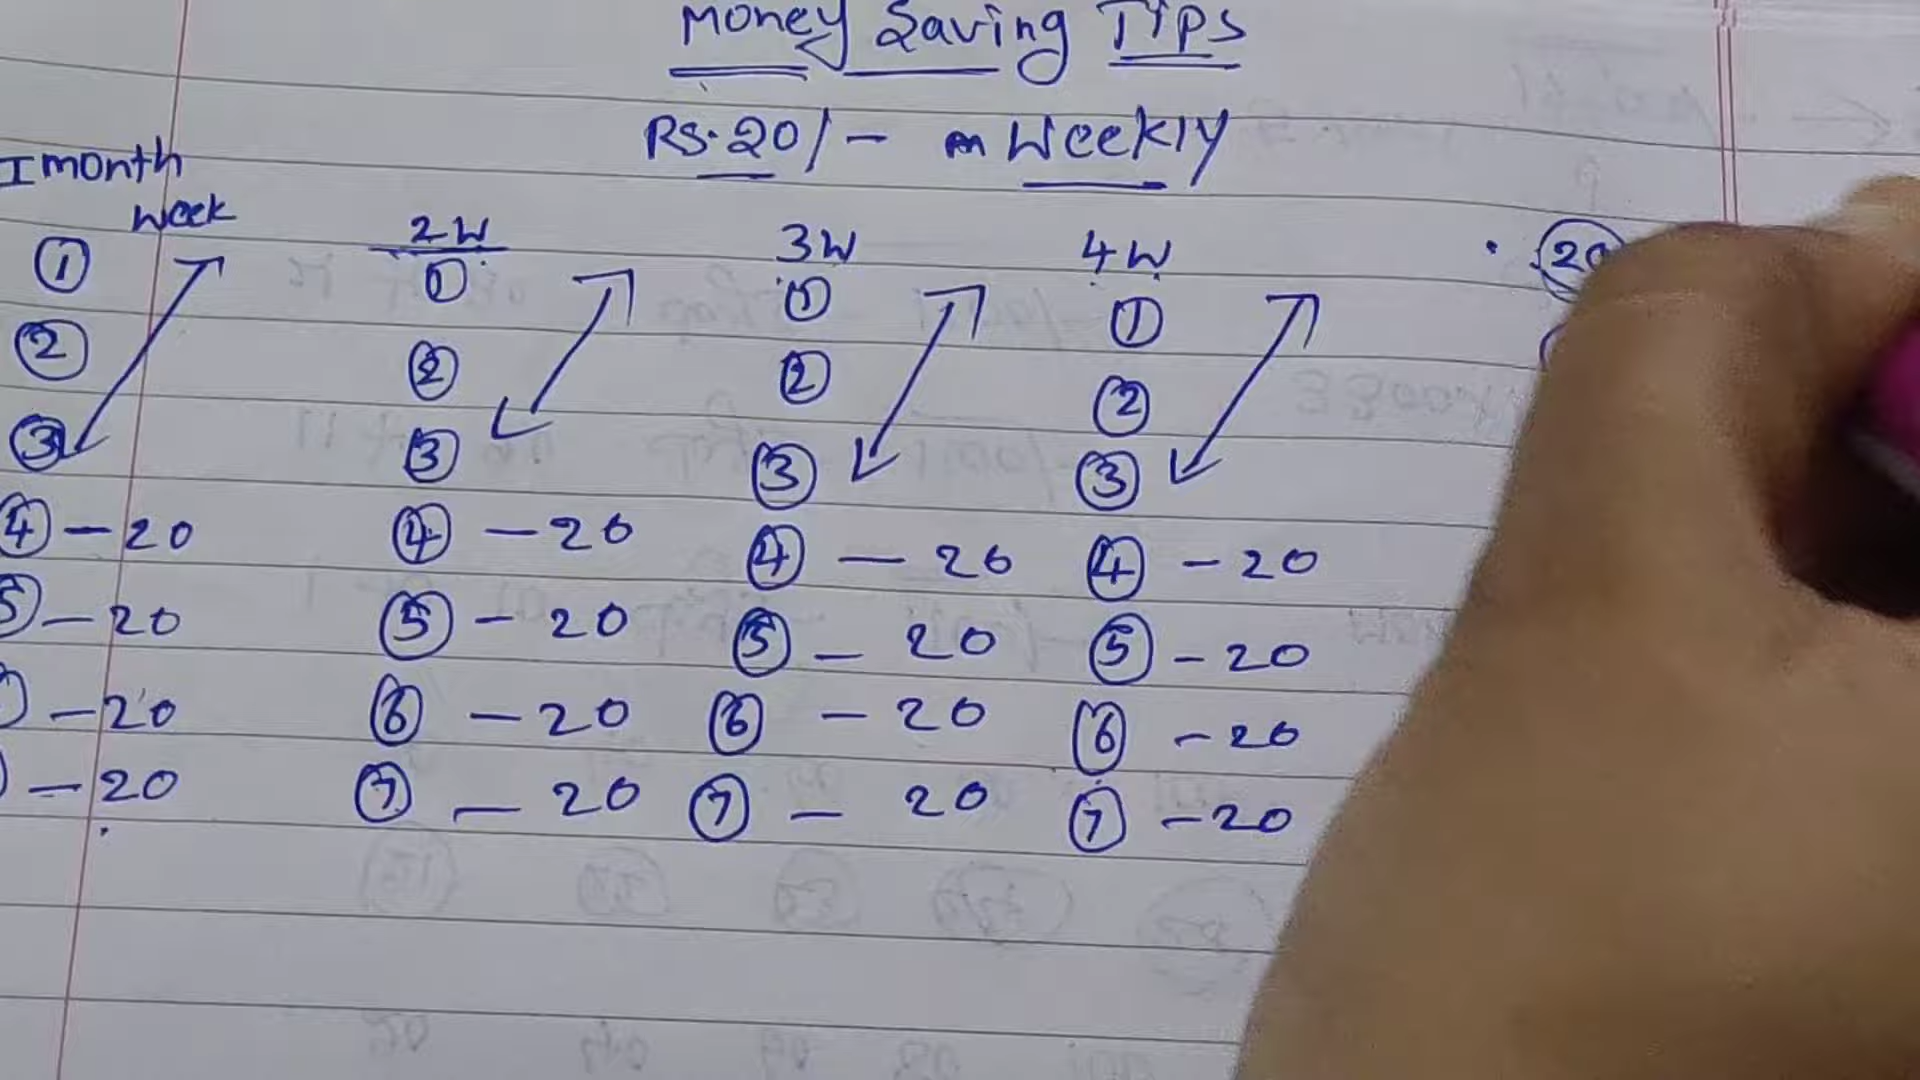 Money Saving Tips
RS. 20/- Weekly
I month
week 2W 3W 4W
① ① ① ① 20
② ② ② ②
③ ③ ③ ③
④ - 20 ④ - 20 ④ - 20 ④ - 20
⑤ - 20 ⑤ - 20 ⑤ - 20 ⑤ - 20
- 20 ⑥ - 20 ⑥ - 20 ⑥ - 20
- 20 ⑦ - 20 ⑦ - 20 ⑦ - 20